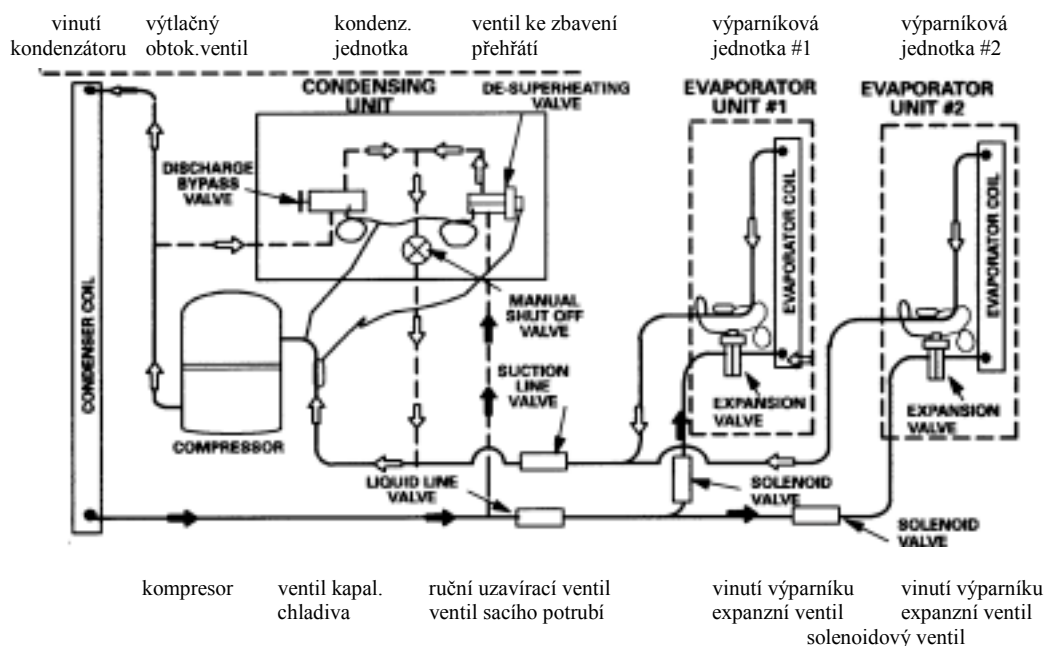 vinutí kondenzátoru
výtlačný obtok.ventil
kondenz. jednotka
ventil ke zbavení přehřátí
výparníková jednotka #1
výparníková jednotka #2
CONDENSING
UNIT
DE-SUPERHEATING
VALVE
EVAPORATOR
UNIT #1
EVAPORATOR
UNIT #2
DISCHARGE
BYPASS
VALVE
CONDENSER COIL
EVAPORATOR COIL
EVAPORATOR COIL
MANUAL
SHUT OFF
VALVE
SUCTION
LINE
VALVE
EXPANSION
VALVE
EXPANSION
VALVE
COMPRESSOR
LIQUID LINE
VALVE
SOLENOID
VALVE
SOLENOID
VALVE
kompresor
ventil kapal.
chladiva
ruční uzavírací ventil
ventil sacího potrubí
vinutí výparníku
expanzní ventil
vinutí výparníku
expanzní ventil
solenoidový ventil